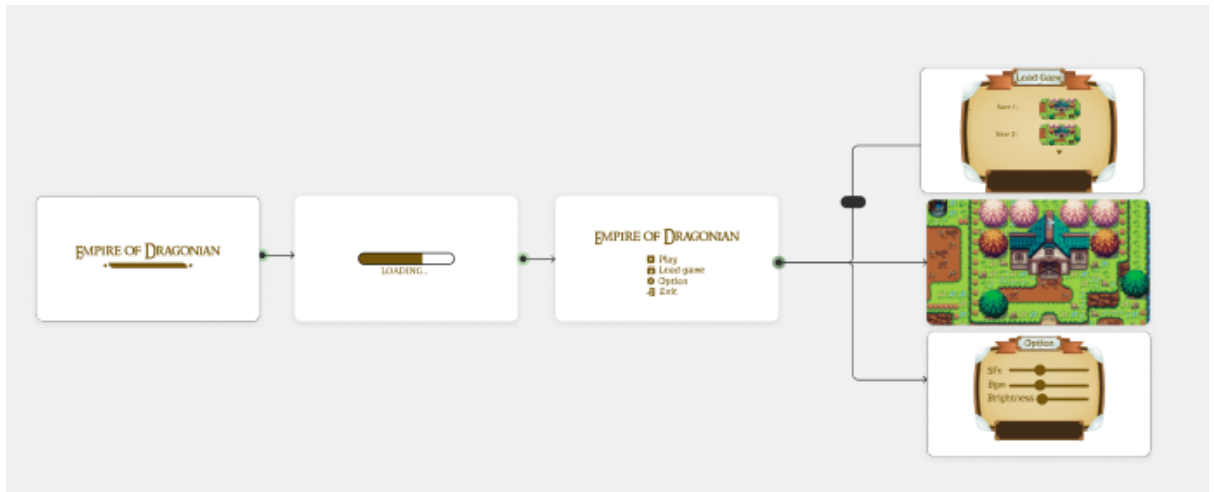 EMPIRE OF DRAGONIAN
LOADING..
EMPIRE OF DRAGONIAN
Play
Load game
Option
Exit
Load Game
Save 1 :
Save 2 :
Option
Sfx
Bgm
Brightness